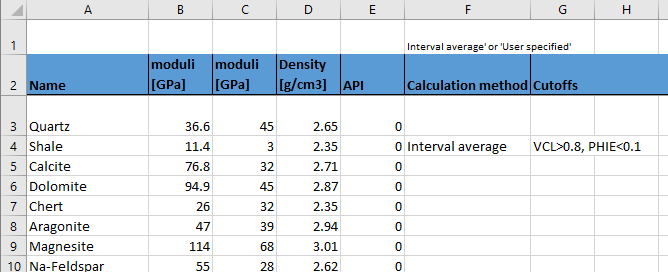 A B C D E F G H
1 Interval average' or 'User specified'
moduli moduli Density
2 Name [GPa] [GPa] [g/cm3] API Calculation method Cutoffs
3 Quartz 36.6 45 2.65 0
4 Shale 11.4 3 2.35 0 Interval average VCL>0.8, PHIE<0.1
5 Calcite 76.8 32 2.71 0
6 Dolomite 94.9 45 2.87 0
7 Chert 26 32 2.35 0
8 Aragonite 47 39 2.94 0
9 Magnesite 114 68 3.01 0
10 Na-Feldspar 55 28 2.62 0